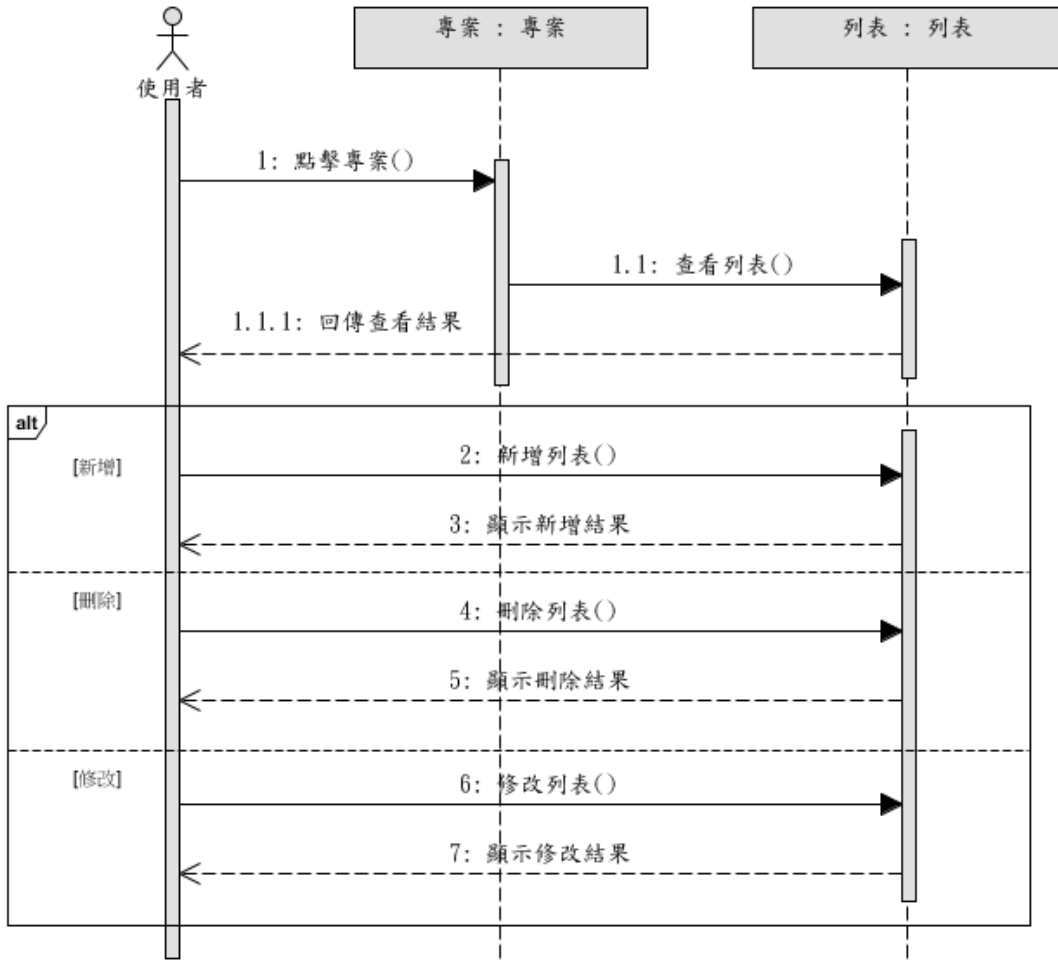 專案 : 專案
列表 : 列表
使用者
1: 點擊專案()
1.1: 查看列表()
1.1.1: 回傳查看結果
alt
[新增]
2: 新增列表()
3: 顯示新增結果
[刪除]
4: 刪除列表()
5: 顯示刪除結果
[修改]
6: 修改列表()
7: 顯示修改結果